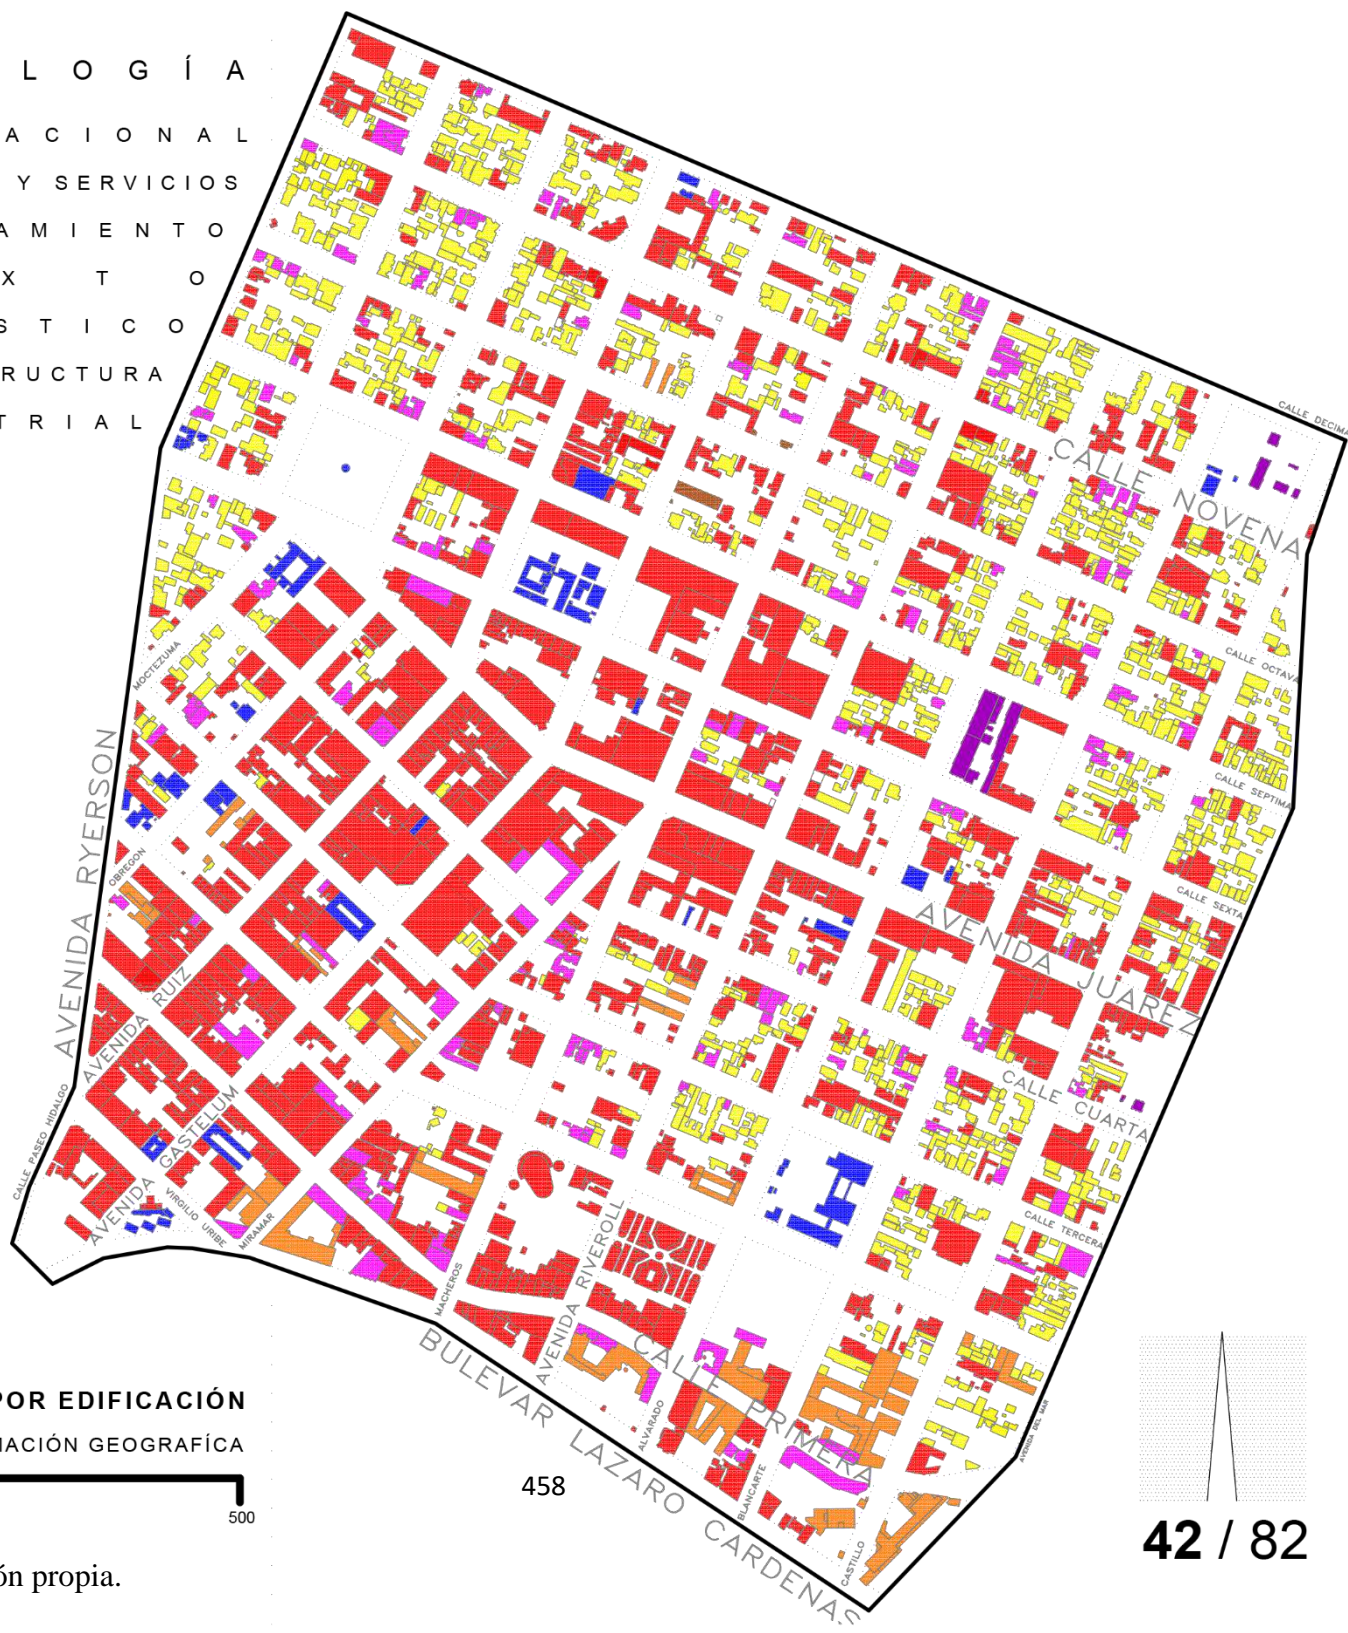 L O G Í A
A C I O N A L
Y SERVICIOS
A M I E N T O
X T O
S T I C O
RUCTURA
T R I A L
CALLE DECIMA
CALLE NOVENA
CALLE OCTAVA
MOCTEZUMA
AVENIDA RYERSON
CALLE SEPTIMA
OBREGON
CALLE SEXTA
AVENIDA JUAREZ
AVENIDA RUIZ
CALLE CUARTA
CALLE PASEO HIDALGO
AVENIDA GASTELUM
VIRGILIO URIBE
MIRAMAR
CALLE TERCERA
MACHEROS
AVENIDA RIVEROLL
CALLE PRIMERA
BULEVAR LAZARO CARDENAS
ALVARADO
BLANCARTE
CASTILLO
AVENIDA DEL MAR
POR EDIFICACIÓN
MACIÓN GEOGRAFÍCA
500
458
42 / 82
ón propia.